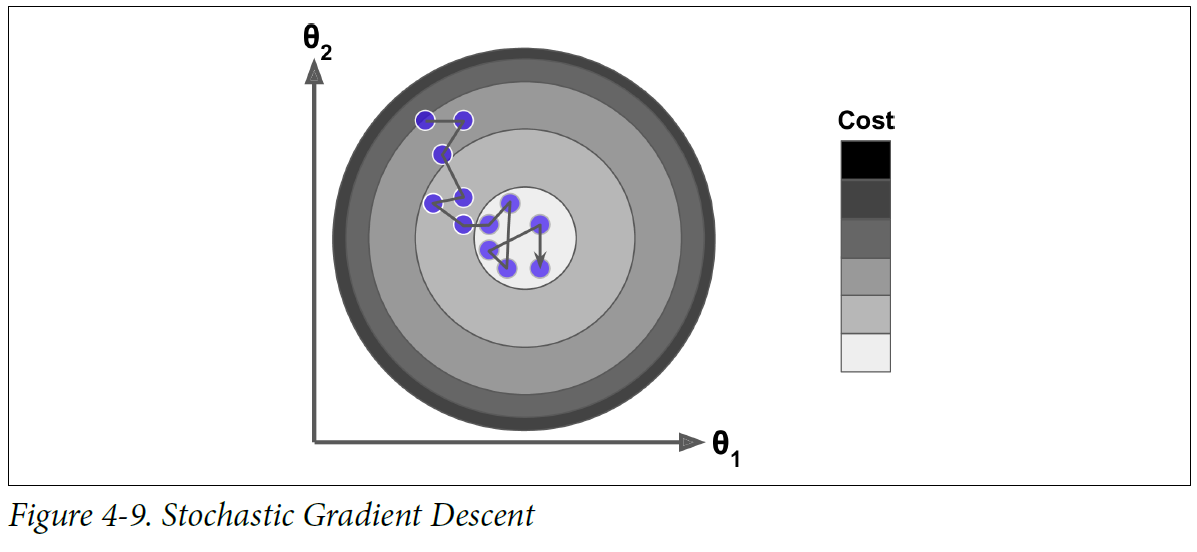 θ2
Cost
θ1
Figure 4-9. Stochastic Gradient Descent